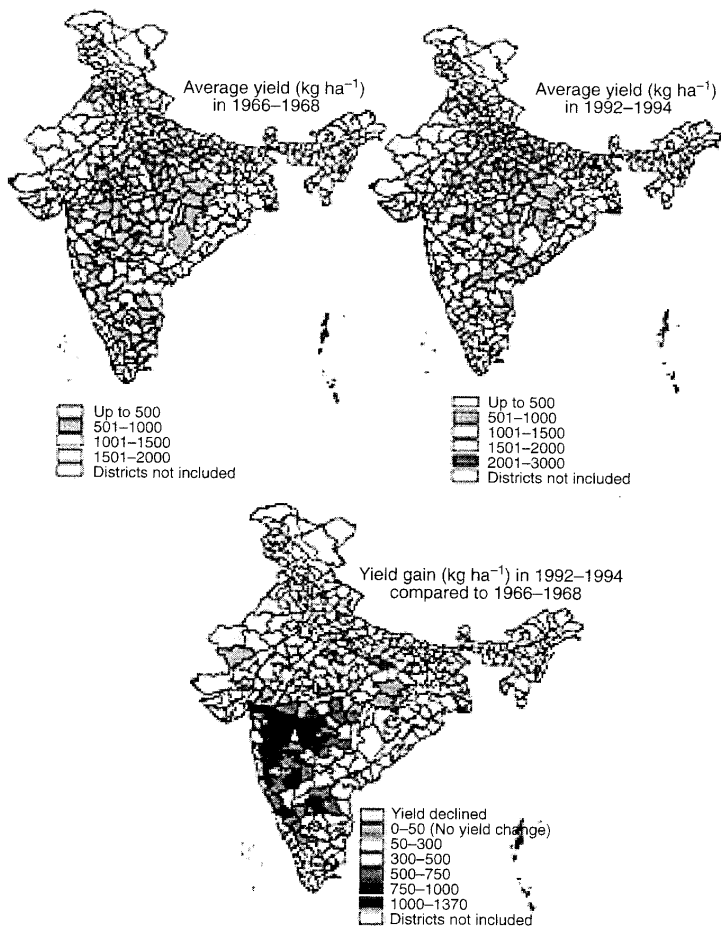 Average yield (kg ha⁻¹)
in 1966–1968
Up to 500
501–1000
1001–1500
1501–2000
Districts not included
Average yield (kg ha⁻¹)
in 1992–1994
Up to 500
501–1000
1001–1500
1501–2000
2001–3000
Districts not included
Yield gain (kg ha⁻¹) in 1992–1994
compared to 1966–1968
Yield declined
0–50 (No yield change)
50–300
300–500
500–750
750–1000
1000–1370
Districts not included